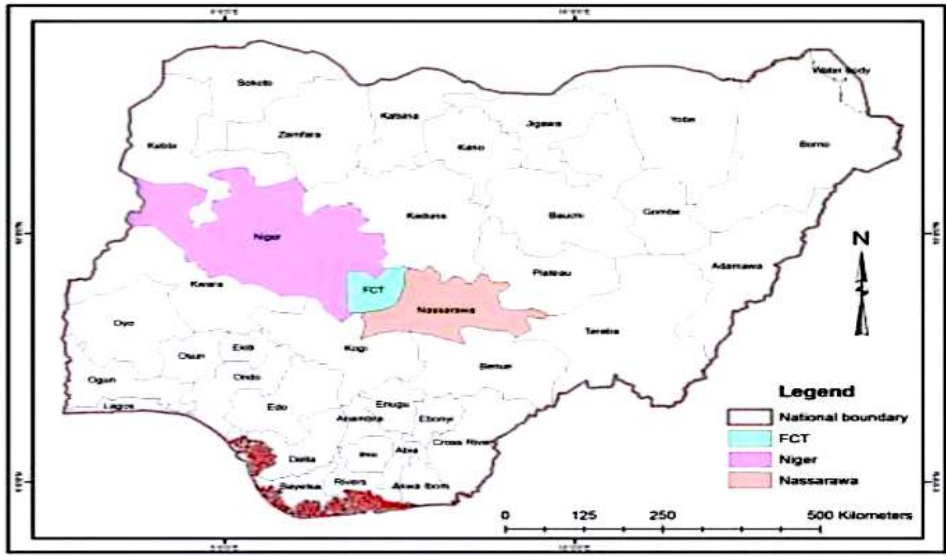 Water body
Sokoto
Katsina
Jigawa
Yobe
Zamfara
Kebbi
Kano
Borno
Kaduna
Bauchi
Gombe
Niger
N
Adamawa
Plateau
Kwara
FCT
Nassarawa
Oyo
Taraba
Kogi
Osun
Ekiti
Benue
Ogun
Ondo
Lagos
Edo
Enugu
Anambra
Ebonyi
Cross River
Delta
Imo
Abia
Bayelsa
Rivers
Akwa Ibom
Legend
National boundary
FCT
Niger
Nassarawa
0 125 250 500 Kilometers